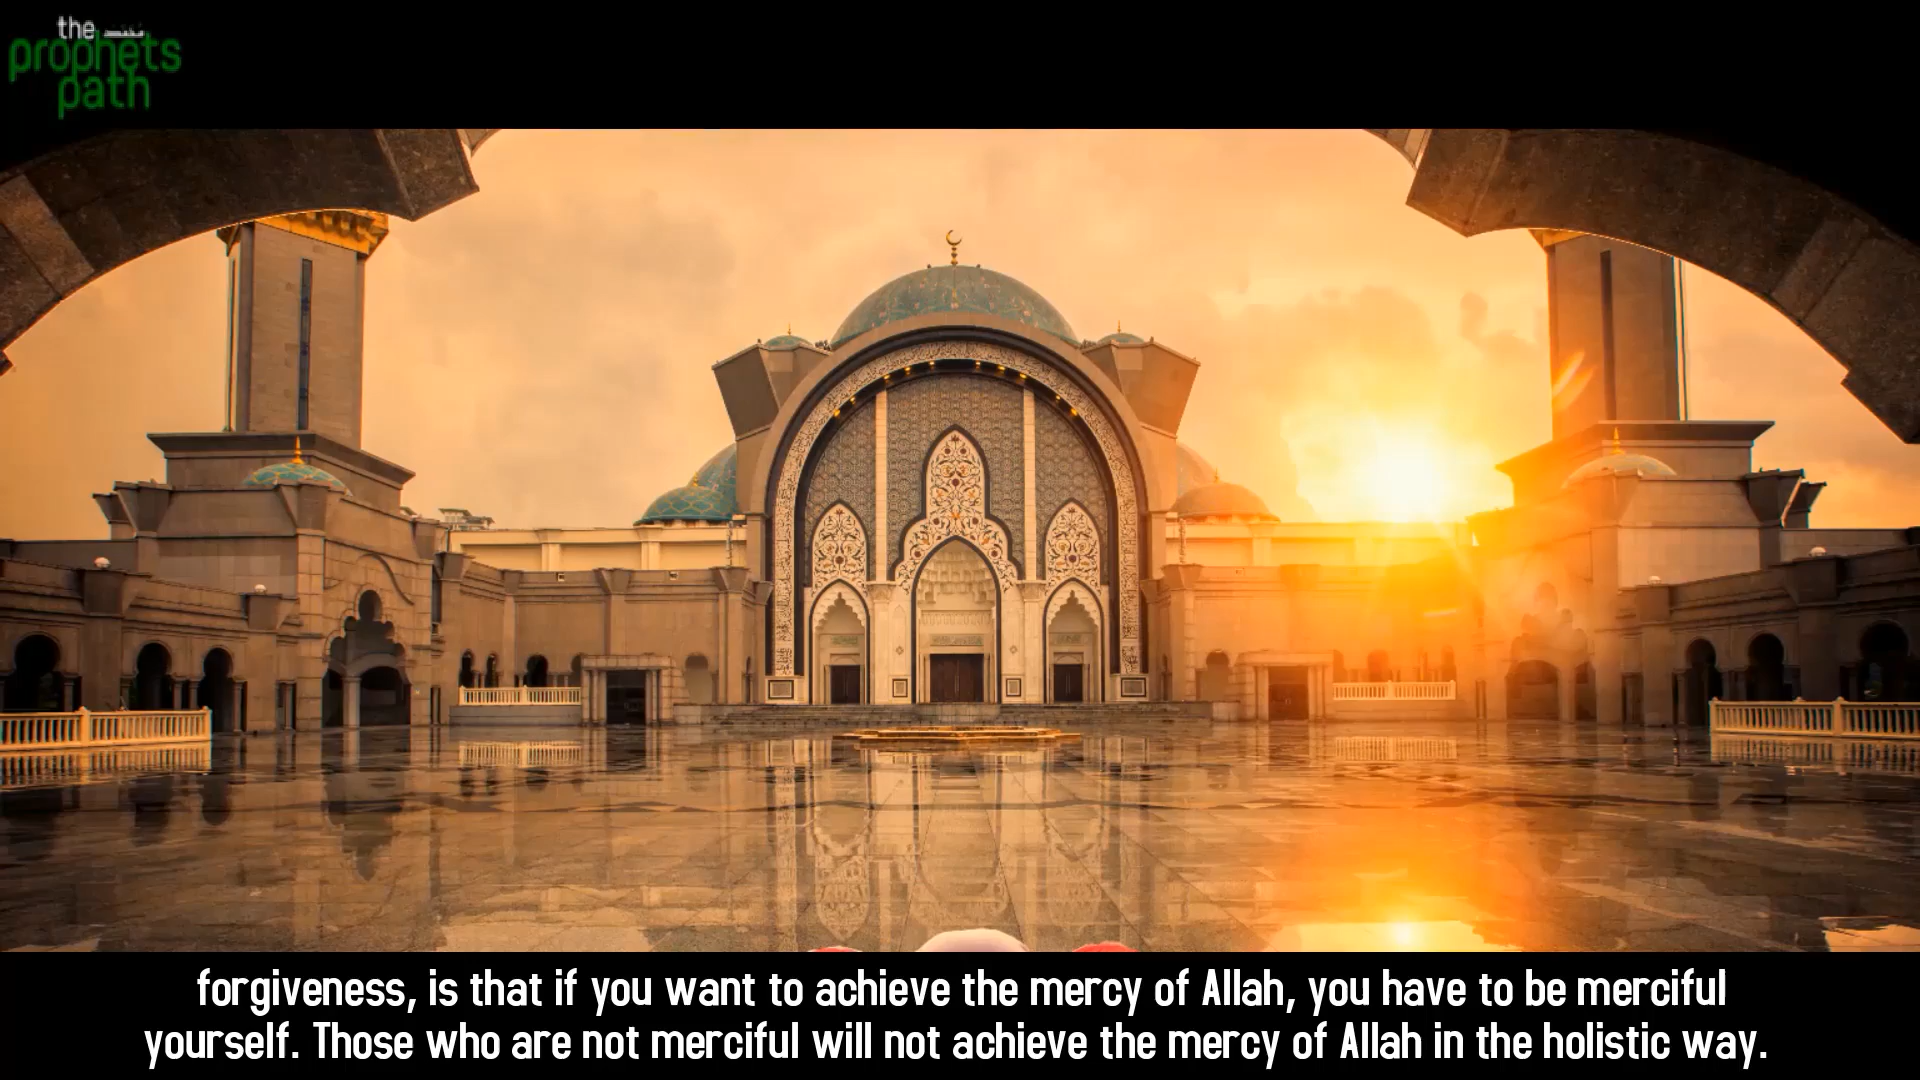 the
prophets
path
forgiveness, is that if you want to achieve the mercy of Allah, you have to be merciful
yourself. Those who are not merciful will not achieve the mercy of Allah in the holistic way.